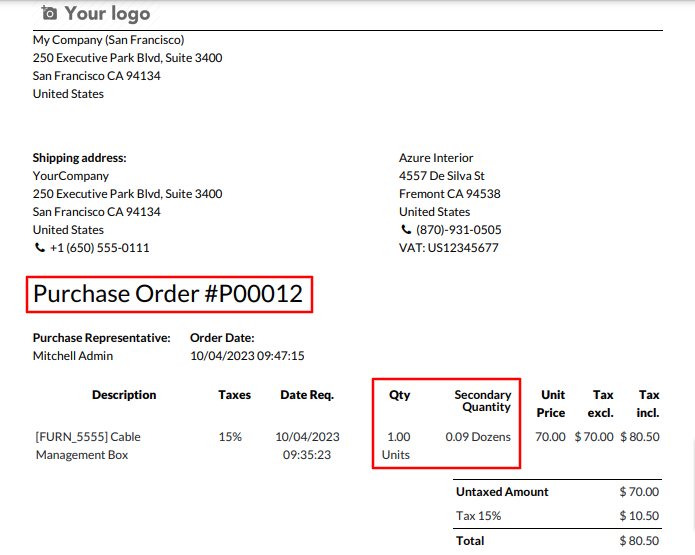 Your logo
My Company (San Francisco)
250 Executive Park Blvd, Suite 3400
San Francisco CA 94134
United States
Shipping address:
YourCompany
250 Executive Park Blvd, Suite 3400
San Francisco CA 94134
United States
+1 (650) 555-0111
Azure Interior
4557 De Silva St
Fremont CA 94538
United States
(870)-931-0505
VAT: US12345677
Purchase Order #P00012
Purchase Representative: Order Date:
Mitchell Admin 10/04/2023 09:47:15
Description Taxes Date Req. Qty Secondary Unit Tax Tax
Quantity Price excl. incl.
[FURN_5555] Cable 15% 10/04/2023 1.00 0.09 Dozens 70.00 $ 70.00 $ 80.50
Management Box 09:35:23 Units
Untaxed Amount $ 70.00
Tax 15% $ 10.50
Total $ 80.50